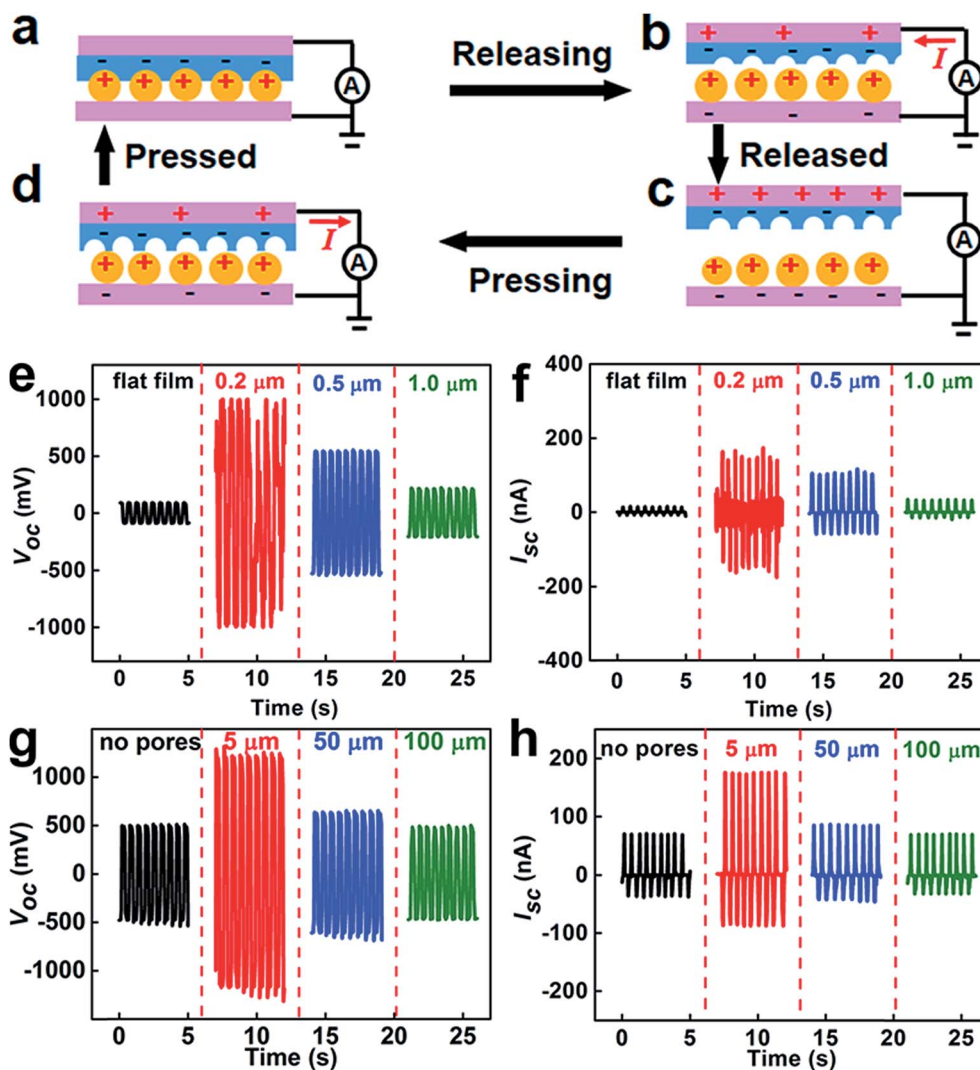 a
- - - - -
+ + + + +
A
Releasing
b
+ + +
- - - - -
+ + + + +
- - -
I
A
Pressed
Released
d
+ + +
- - - - -
+ + + + +
- - -
I
A
Pressing
c
+ + + + +
- - - - -
+ + + + +
- - - - -
A
e
flat film 0.2 μm 0.5 μm 1.0 μm
1000
500
0
-500
-1000
Voc (mV)
0 5 10 15 20 25
Time (s)
f
flat film 0.2 μm 0.5 μm 1.0 μm
400
200
0
-200
-400
Isc (nA)
0 5 10 15 20 25
Time (s)
g
no pores 5 μm 50 μm 100 μm
1000
500
0
-500
-1000
Voc (mV)
0 5 10 15 20 25
Time (s)
h
no pores 5 μm 50 μm 100 μm
200
100
0
-100
-200
Isc (nA)
0 5 10 15 20 25
Time (s)